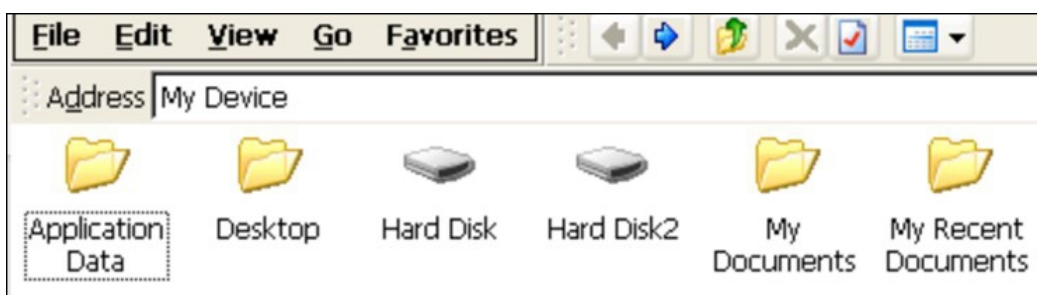 File Edit View Go Favorites
Address My Device
Application Data
Desktop
Hard Disk
Hard Disk2
My Documents
My Recent Documents